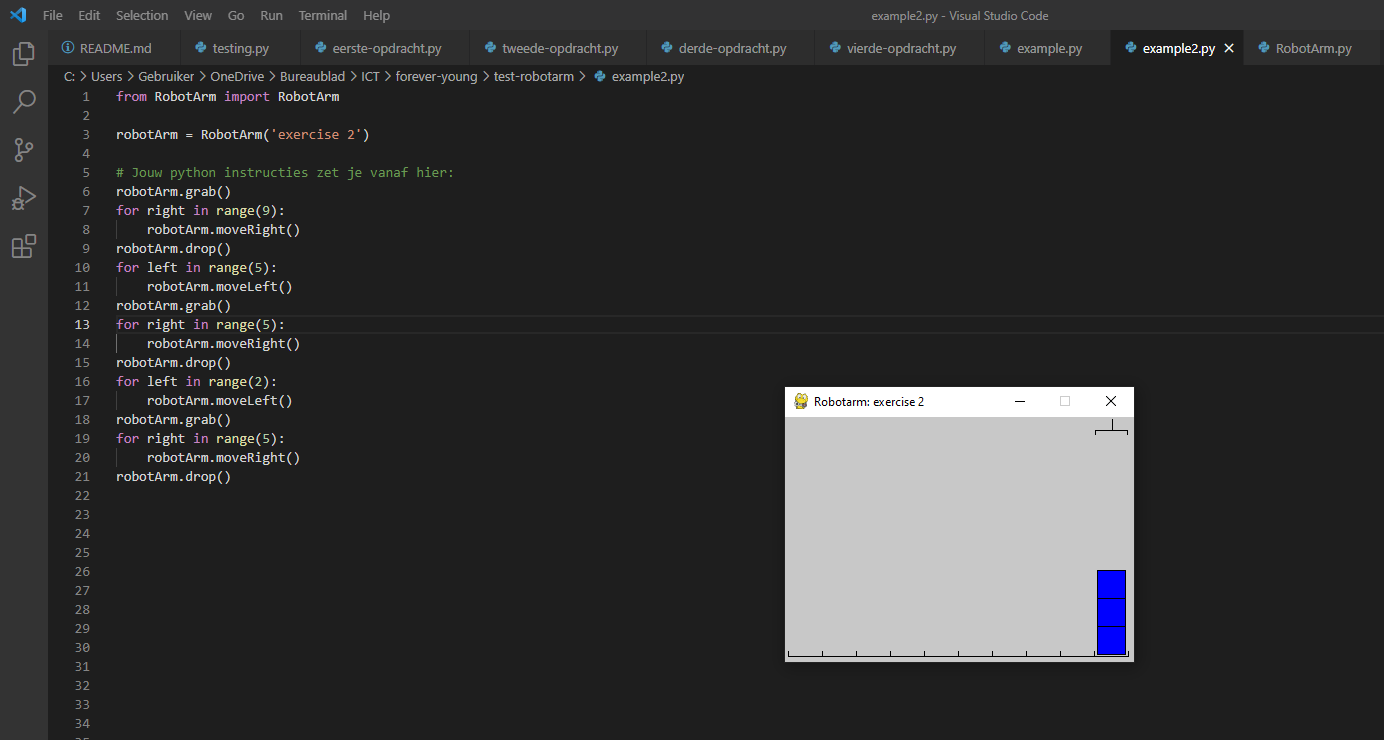 File Edit Selection View Go Run Terminal Help example2.py - Visual Studio Code
README.md testing.py eerste-opdracht.py tweede-opdracht.py derde-opdracht.py vierde-opdracht.py example.py example2.py RobotArm.py
C: > Users > Gebruiker > OneDrive > Bureaublad > ICT > forever-young > test-robotarm > example2.py
1 from RobotArm import RobotArm
2
3 robotArm = RobotArm('exercise 2')
4
5 # Jouw python instructies zet je vanaf hier:
6 robotArm.grab()
7 for right in range(9):
8     robotArm.moveRight()
9 robotArm.drop()
10 for left in range(5):
11     robotArm.moveLeft()
12 robotArm.grab()
13 for right in range(5):
14     robotArm.moveRight()
15 robotArm.drop()
16 for left in range(2):
17     robotArm.moveLeft()
18 robotArm.grab()
19 for right in range(5):
20     robotArm.moveRight()
21 robotArm.drop()
22
23
24
25
26
27
28
29
30
31
32
33
34
Robotarm: exercise 2